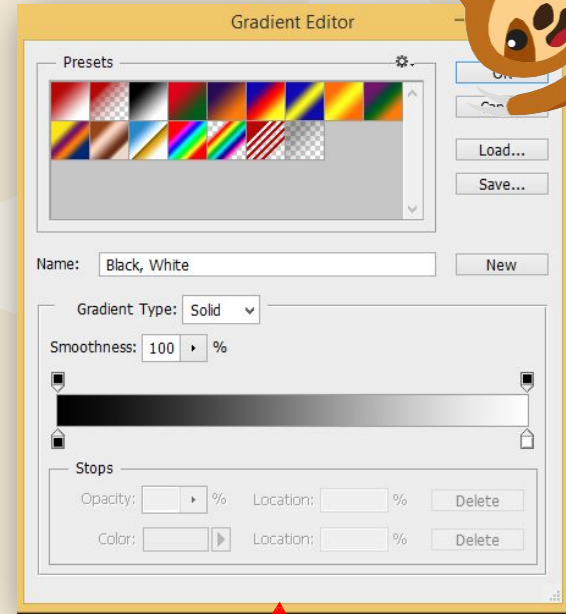 Gradient Editor
Presets
Load...
Save...
Name: Black, White
New
Gradient Type: Solid
Smoothness: 100 %
Stops
Opacity: % Location: % Delete
Color: Location: % Delete